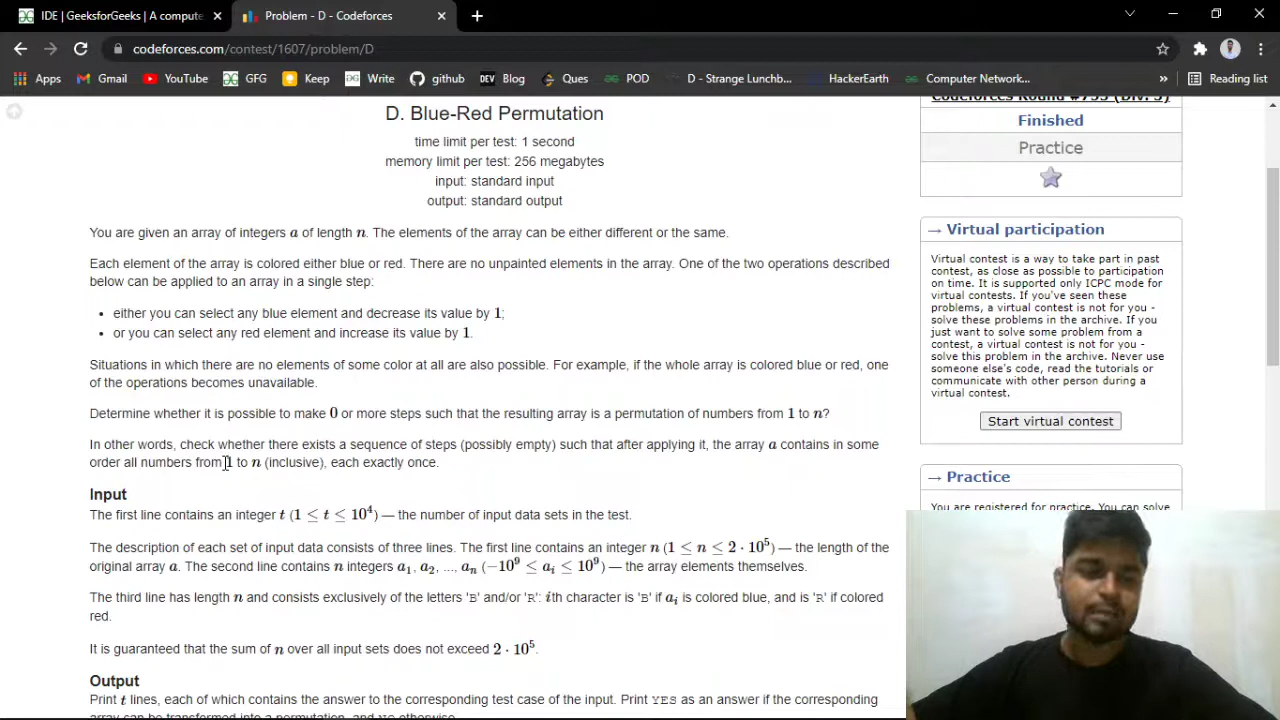 IDE | GeeksforGeeks | A compute
Problem - D - Codeforces
codeforces.com/contest/1607/problem/D
Apps Gmail YouTube GFG Keep Write github Blog Ques POD D - Strange Lunchb... HackerEarth Computer Network... » Reading list
D. Blue-Red Permutation
time limit per test: 1 second
memory limit per test: 256 megabytes
input: standard input
output: standard output
You are given an array of integers a of length n. The elements of the array can be either different or the same.
Each element of the array is colored either blue or red. There are no unpainted elements in the array. One of the two operations described
below can be applied to an array in a single step:
• either you can select any blue element and decrease its value by 1;
• or you can select any red element and increase its value by 1.
Situations in which there are no elements of some color at all are also possible. For example, if the whole array is colored blue or red, one
of the operations becomes unavailable.
Determine whether it is possible to make 0 or more steps such that the resulting array is a permutation of numbers from 1 to n?
In other words, check whether there exists a sequence of steps (possibly empty) such that after applying it, the array a contains in some
order all numbers from 1 to n (inclusive), each exactly once.
Input
The first line contains an integer t (1 ≤ t ≤ 10⁴) — the number of input data sets in the test.
The description of each set of input data consists of three lines. The first line contains an integer n (1 ≤ n ≤ 2 · 10⁵) — the length of the
original array a. The second line contains n integers a₁, a₂, ..., aₙ (−10⁹ ≤ aᵢ ≤ 10⁹) — the array elements themselves.
The third line has length n and consists exclusively of the letters 'B' and/or 'R': ith character is 'B' if aᵢ is colored blue, and is 'R' if colored
red.
It is guaranteed that the sum of n over all input sets does not exceed 2 · 10⁵.
Output
Print t lines, each of which contains the answer to the corresponding test case of the input. Print YES as an answer if the corresponding
array can be transformed into a permutation, and NO otherwise.
Codeforces Round #753 (Div. 3)
Finished
Practice
→ Virtual participation
Virtual contest is a way to take part in past
contest, as close as possible to participation
on time. It is supported only ICPC mode for
virtual contests. If you've seen these
problems, a virtual contest is not for you -
solve these problems in the archive. If you
just want to solve some problem from a
contest, a virtual contest is not for you -
solve this problem in the archive. Never use
someone else's code, read the tutorials or
communicate with other person during a
virtual contest.
Start virtual contest
→ Practice
You are registered for practice. You can solve